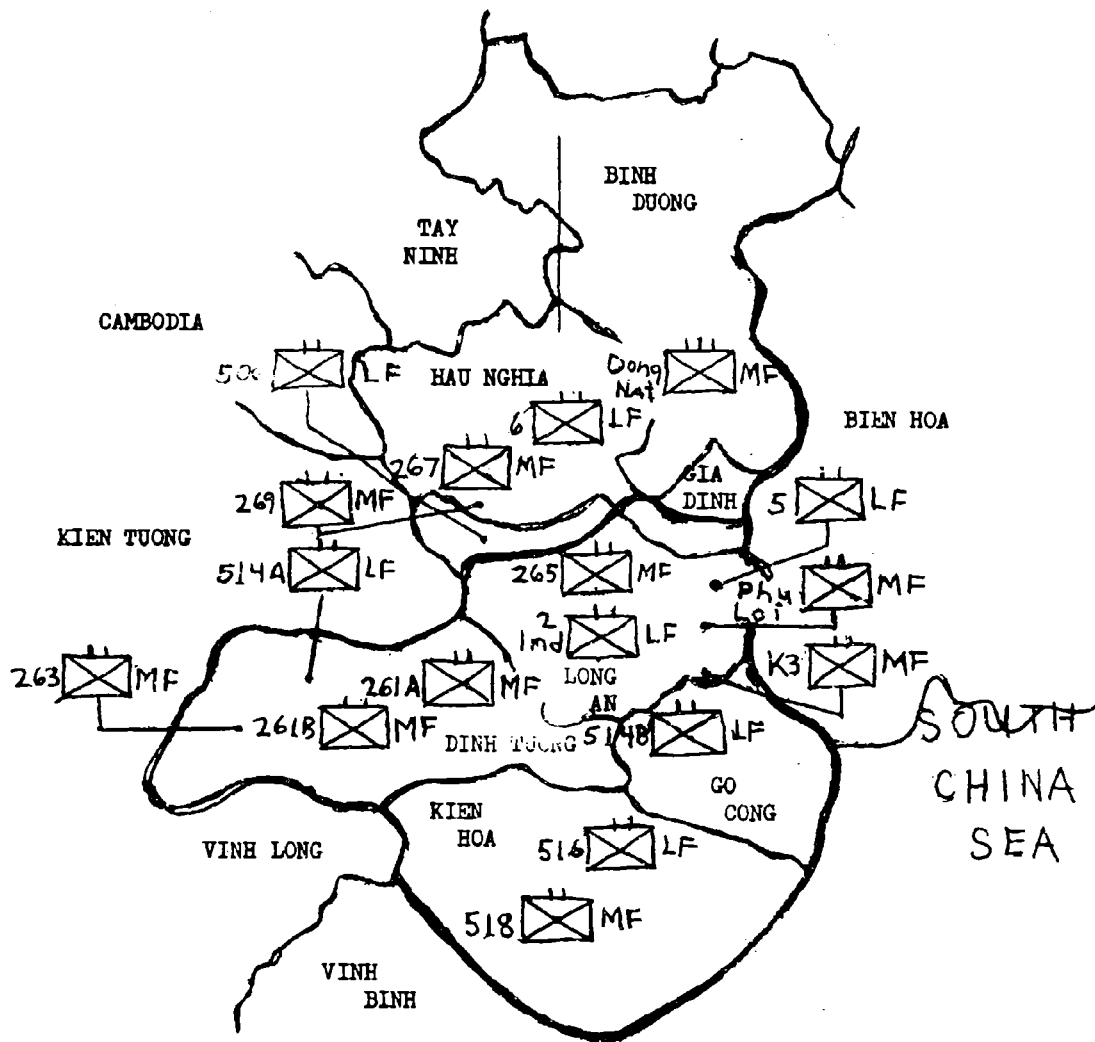 BINH
DUONG
TAY
NINH
CAMBODIA
LF
HAU NGHIA
Dong
Nat
MF
6
LF
BIEN HOA
267
MF
GIA
DINH
269
MF
5
LF
KIEN TUONG
514A
LF
265
MF
Phu
Loi
MF
2
Ind
LF
263
MF
261A
MF
LONG
AN
K3
MF
261B
MF
DINH TUONG
514B
LF
SOUTH
CHINA
SEA
GO
CONG
KIEN
HOA
VINH LONG
516
LF
518
MF
VINH
BINH